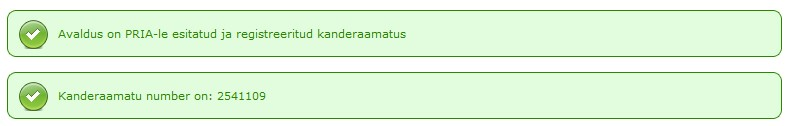 Avaldus on PRIA-le esitatud ja registreeritud kanderaamatus
Kanderaamatu number on: 2541109